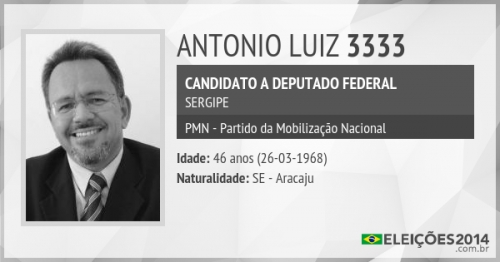 ANTONIO LUIZ 3333
CANDIDATO A DEPUTADO FEDERAL
SERGIPE
PMN - Partido da Mobilização Nacional
Idade: 46 anos (26-03-1968)
Naturalidade: SE - Aracaju
ELEIÇÕES2014
.com.br